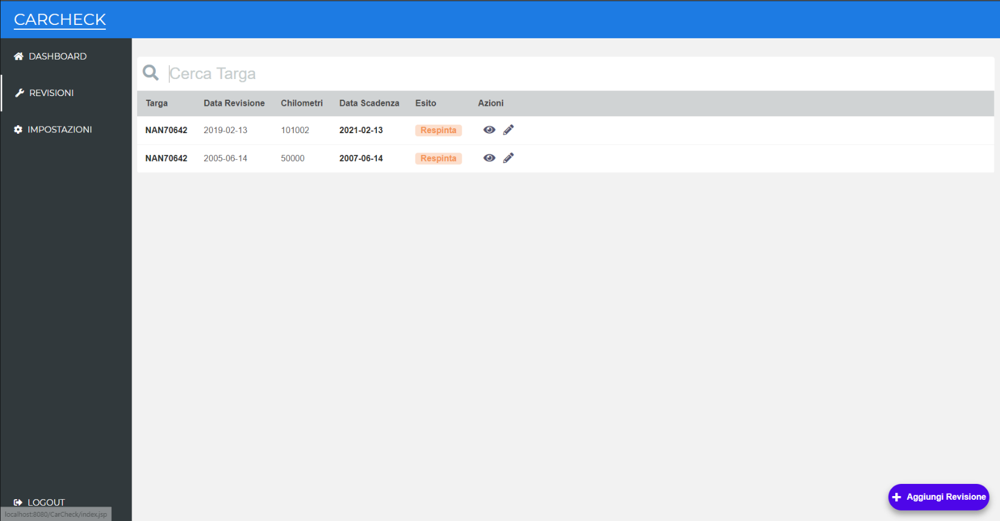 CARCHECK
DASHBOARD
REVISIONI
IMPOSTAZIONI
Cerca Targa
Targa Data Revisione Chilometri Data Scadenza Esito Azioni
NAN70642 2019-02-13 101002 2021-02-13 Respinta
NAN70642 2005-06-14 50000 2007-06-14 Respinta
Aggiungi Revisione
LOGOUT
localhost:8080/CarCheck/index.jsp